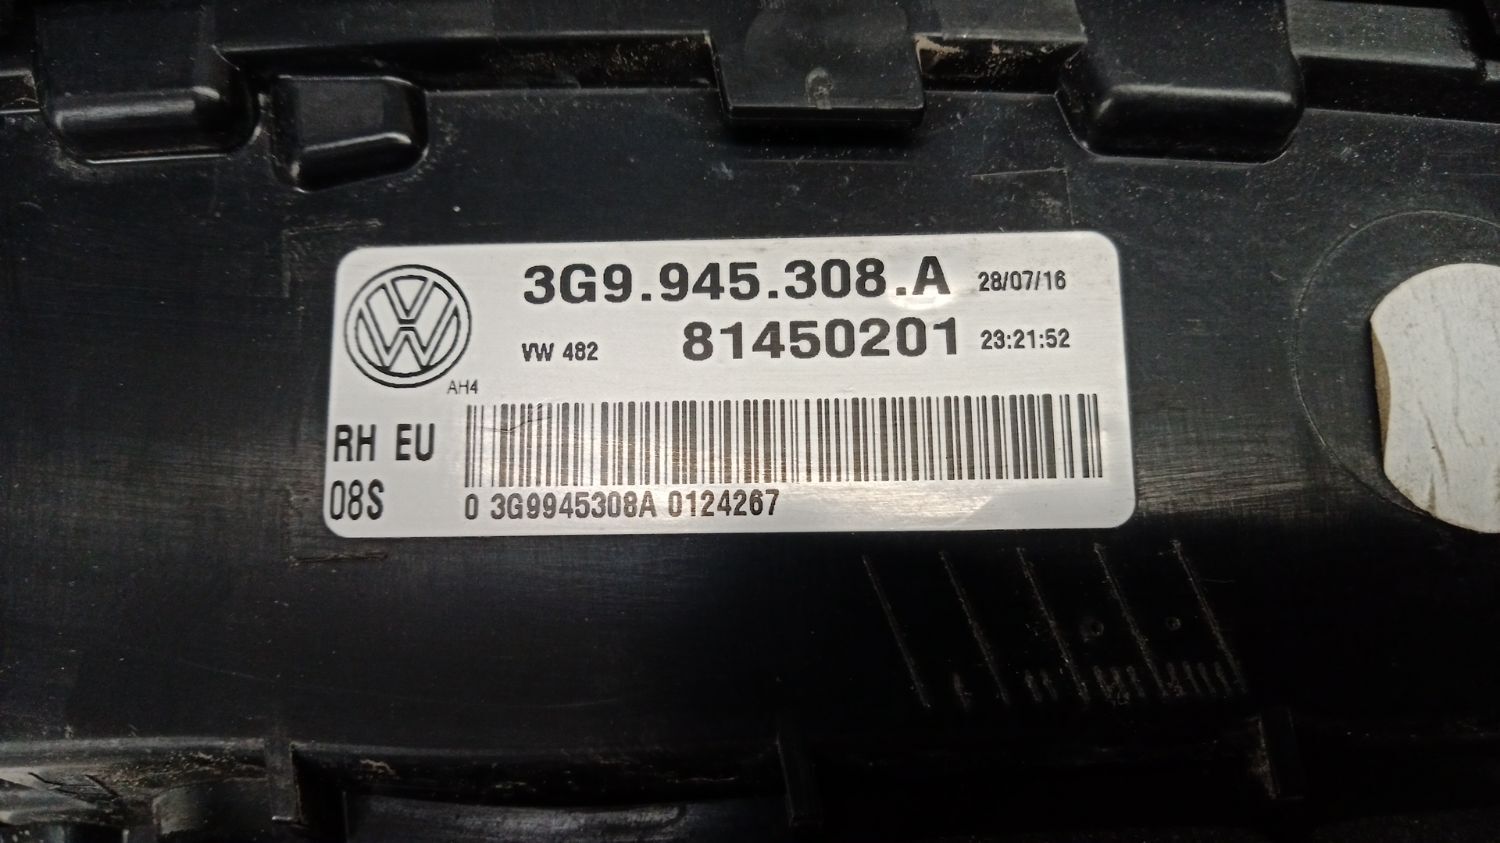 3G9.945.308.A 28/07/16
VW 482 81450201 23:21:52
AH4
RH EU
08S
0 3G9945308A 0124267